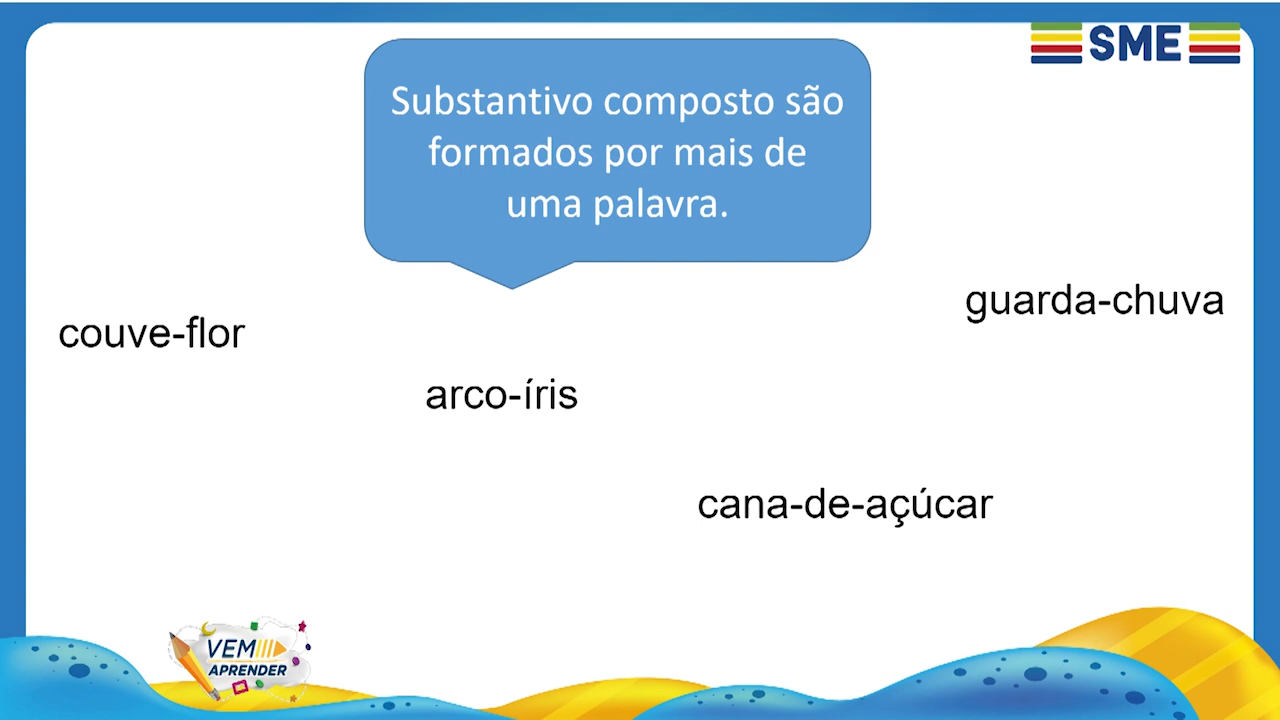 SME
Substantivo composto são
formados por mais de
uma palavra.
guarda-chuva
couve-flor
arco-íris
cana-de-açúcar
VEM
APRENDER